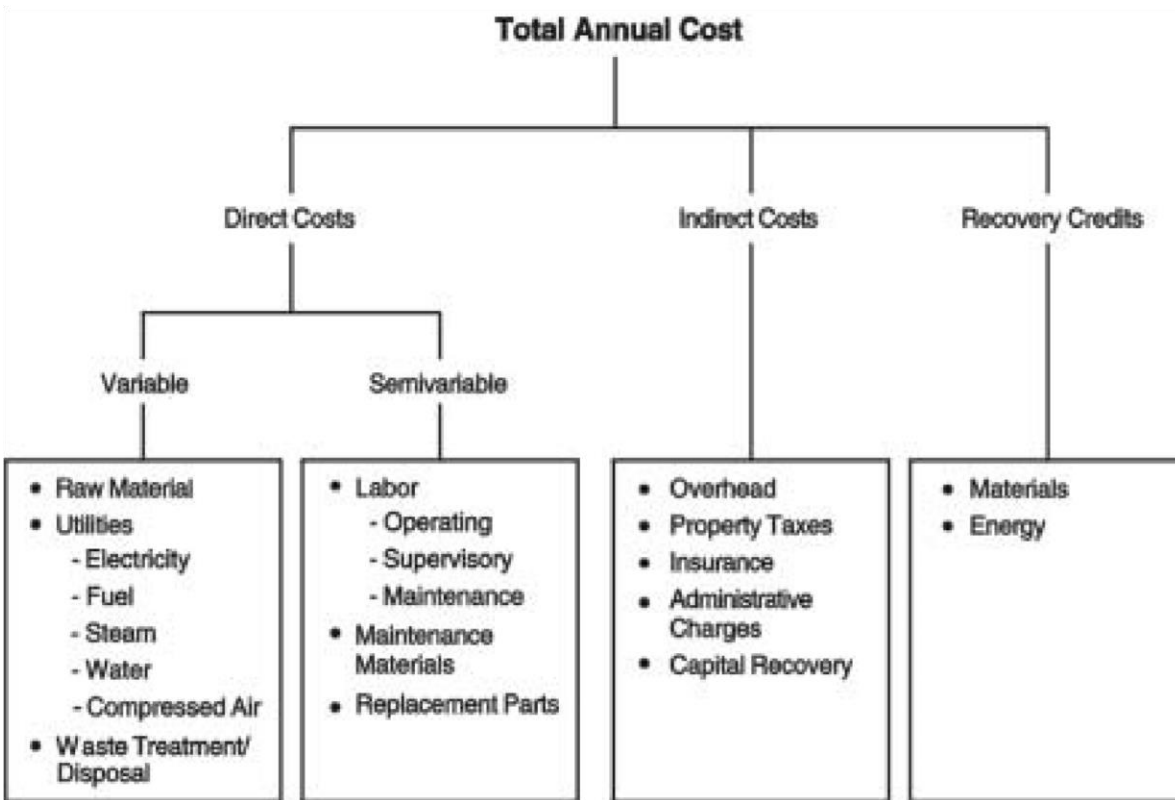 Total Annual Cost
Direct Costs
Indirect Costs
Recovery Credits
Variable
Semivariable
• Raw Material
• Utilities
- Electricity
- Fuel
- Steam
- Water
- Compressed Air
• Waste Treatment/
Disposal
• Labor
- Operating
- Supervisory
- Maintenance
• Maintenance
Materials
• Replacement Parts
• Overhead
• Property Taxes
• Insurance
• Administrative
Charges
• Capital Recovery
• Materials
• Energy